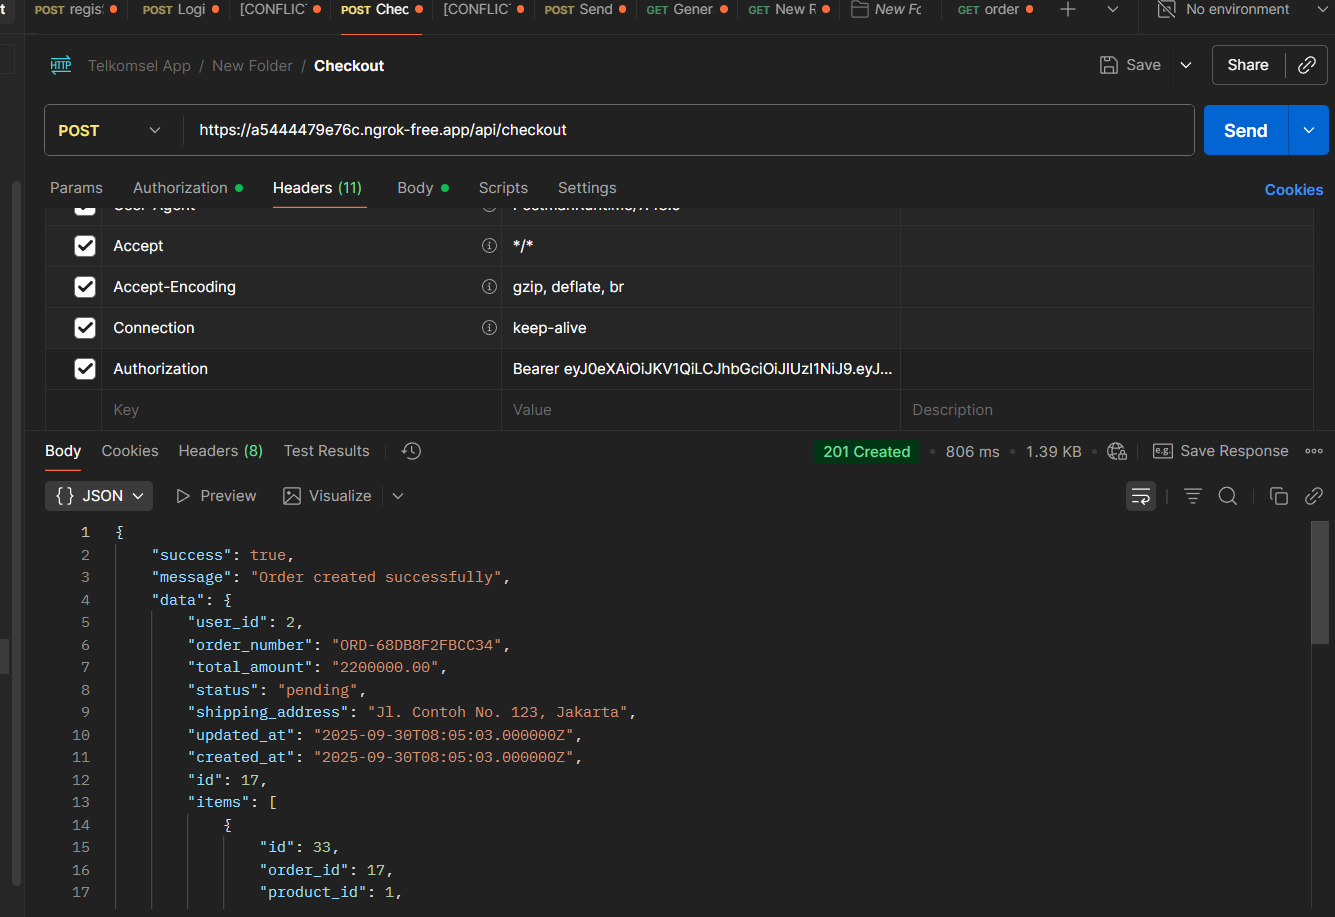 t POST regis POST Logi [CONFLIC POST Chec [CONFLIC POST Send GET Gener GET New R New Fc GET order No environment
HTTP Telkomsel App / New Folder / Checkout Save Share
POST https://a5444479e76c.ngrok-free.app/api/checkout Send
Params Authorization Headers (11) Body Scripts Settings Cookies
Accept */*
Accept-Encoding gzip, deflate, br
Connection keep-alive
Authorization Bearer eyJ0eXAiOiJKV1QiLCJhbGciOiJIUzI1NiJ9.eyJ...
Key Value Description
Body Cookies Headers (8) Test Results 201 Created • 806 ms • 1.39 KB • e.g. Save Response
{} JSON Preview Visualize
1 {
2 "success": true,
3 "message": "Order created successfully",
4 "data": {
5 "user_id": 2,
6 "order_number": "ORD-68DB8F2FBCC34",
7 "total_amount": "2200000.00",
8 "status": "pending",
9 "shipping_address": "Jl. Contoh No. 123, Jakarta",
10 "updated_at": "2025-09-30T08:05:03.000000Z",
11 "created_at": "2025-09-30T08:05:03.000000Z",
12 "id": 17,
13 "items": [
14 {
15 "id": 33,
16 "order_id": 17,
17 "product_id": 1,